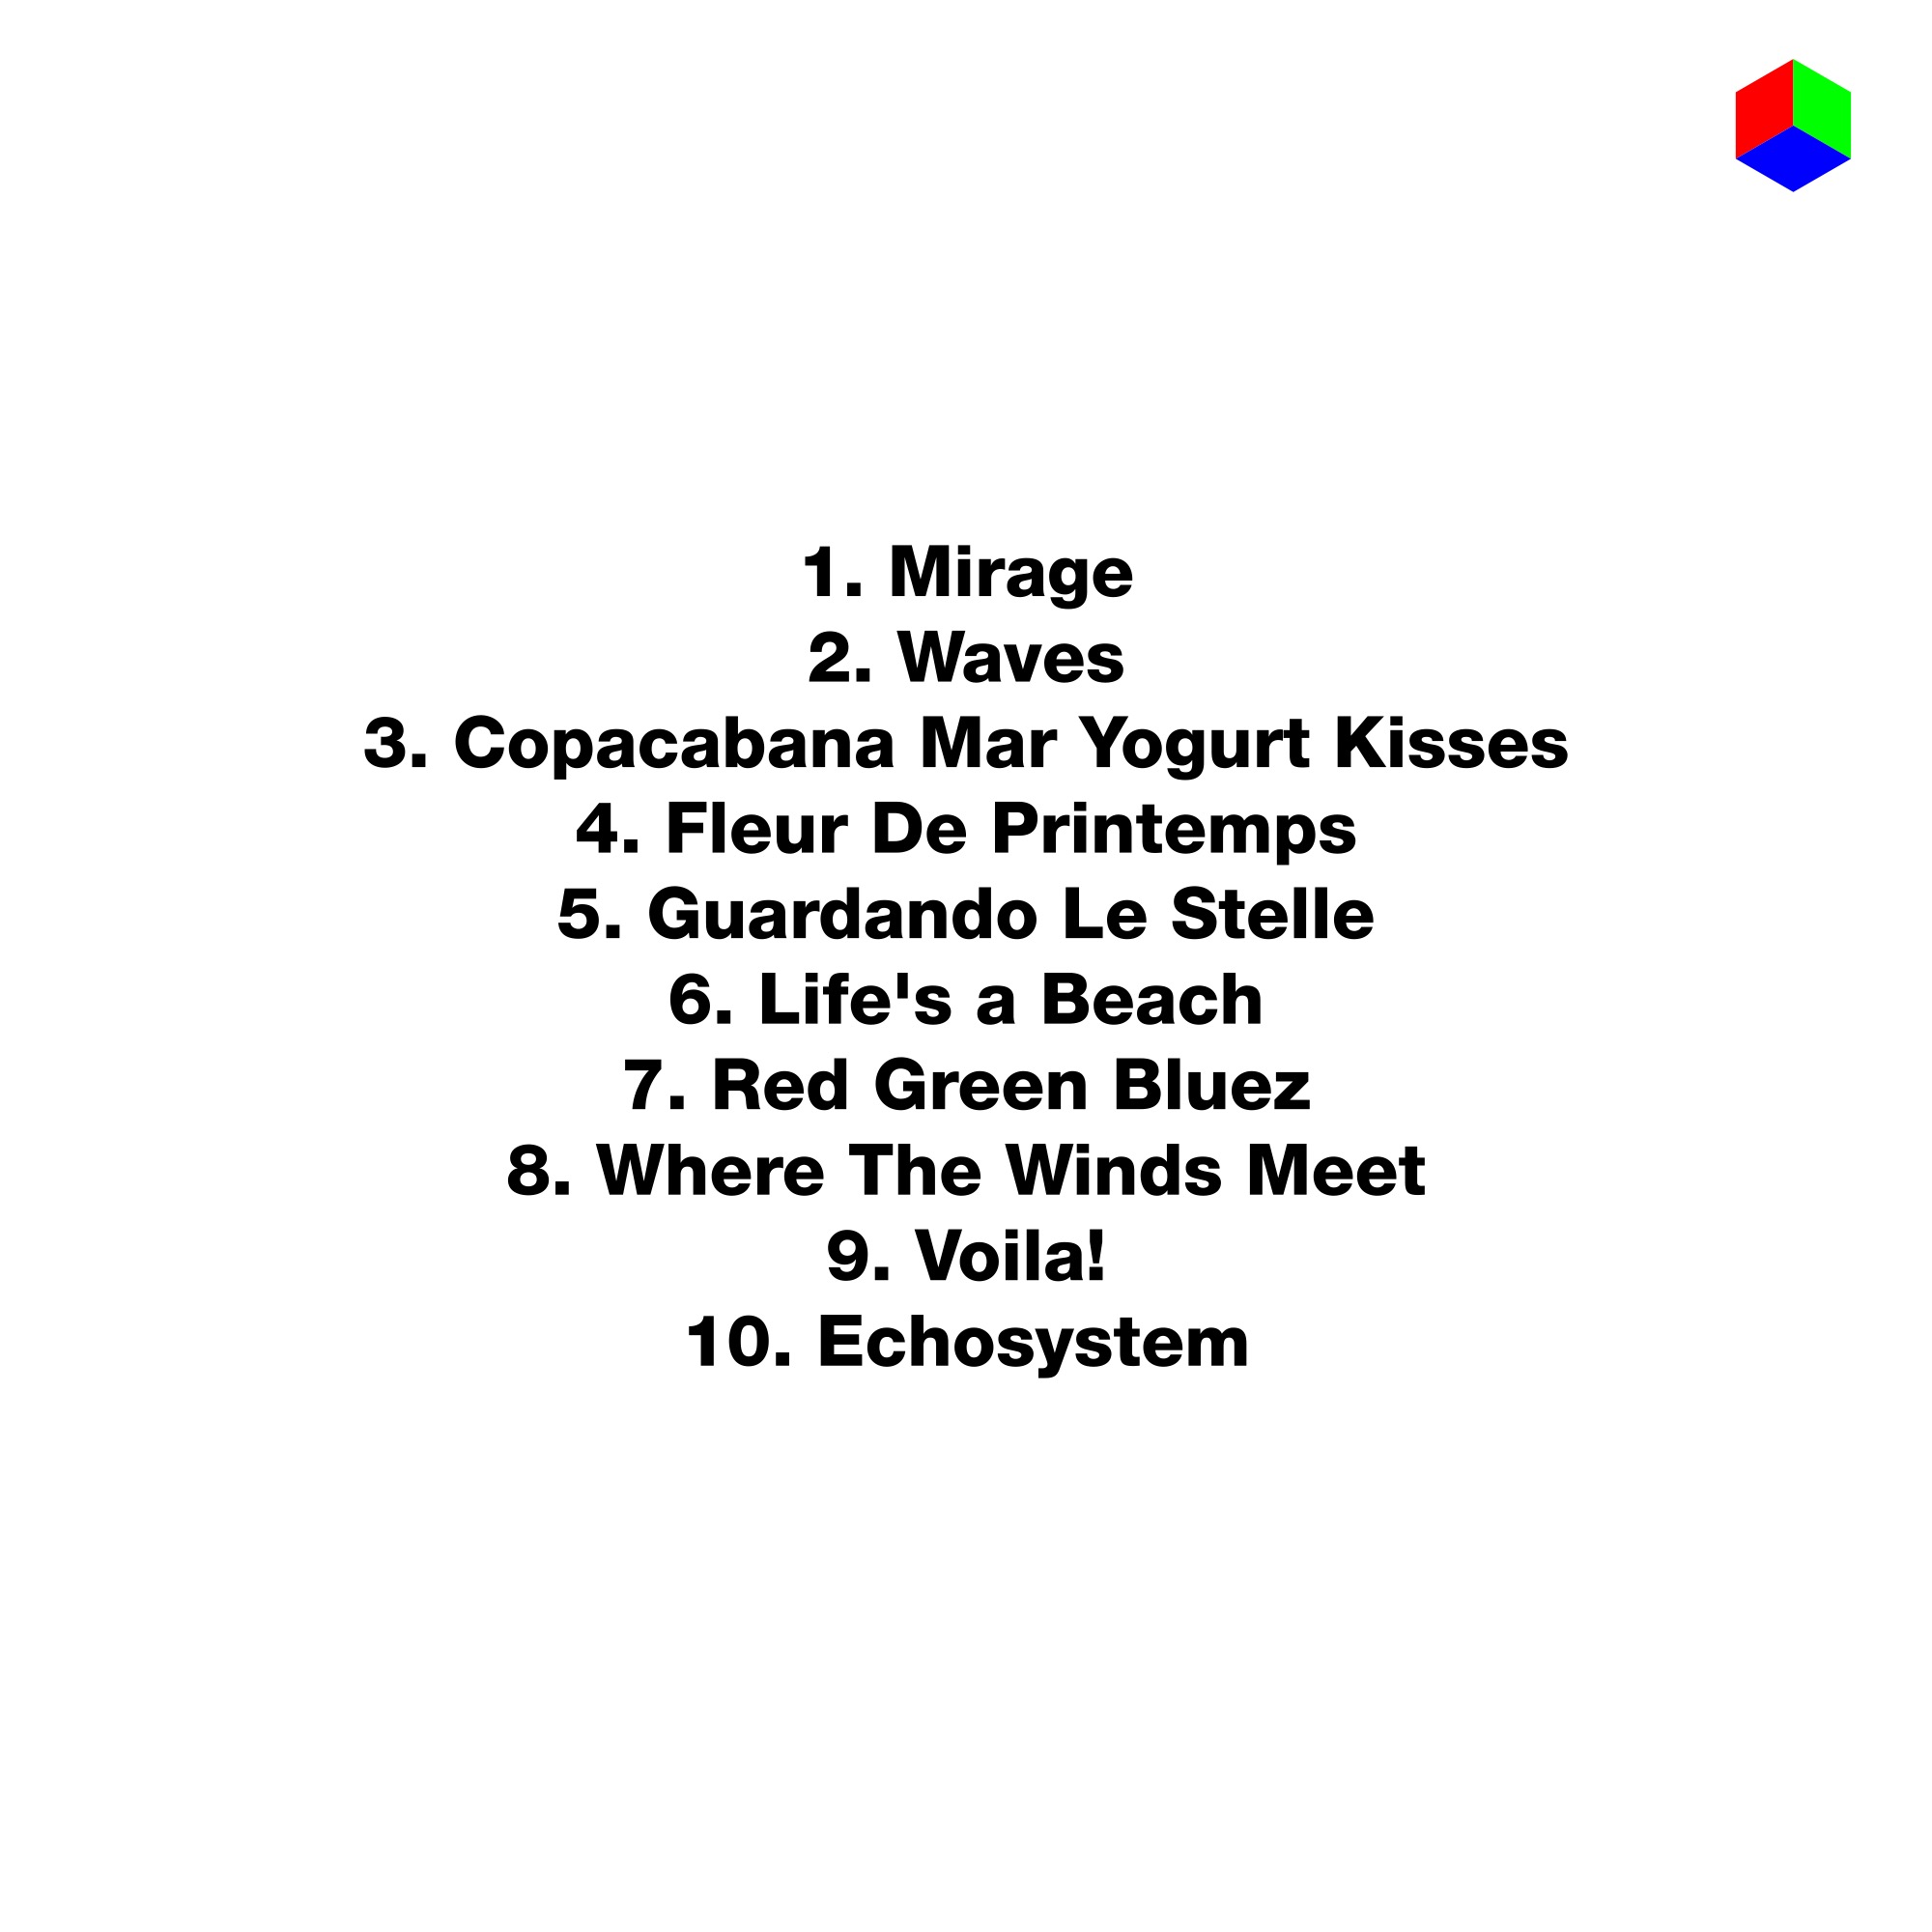 1. Mirage
2. Waves
3. Copacabana Mar Yogurt Kisses
4. Fleur De Printemps
5. Guardando Le Stelle
6. Life's a Beach
7. Red Green Bluez
8. Where The Winds Meet
9. Voila!
10. Echosystem